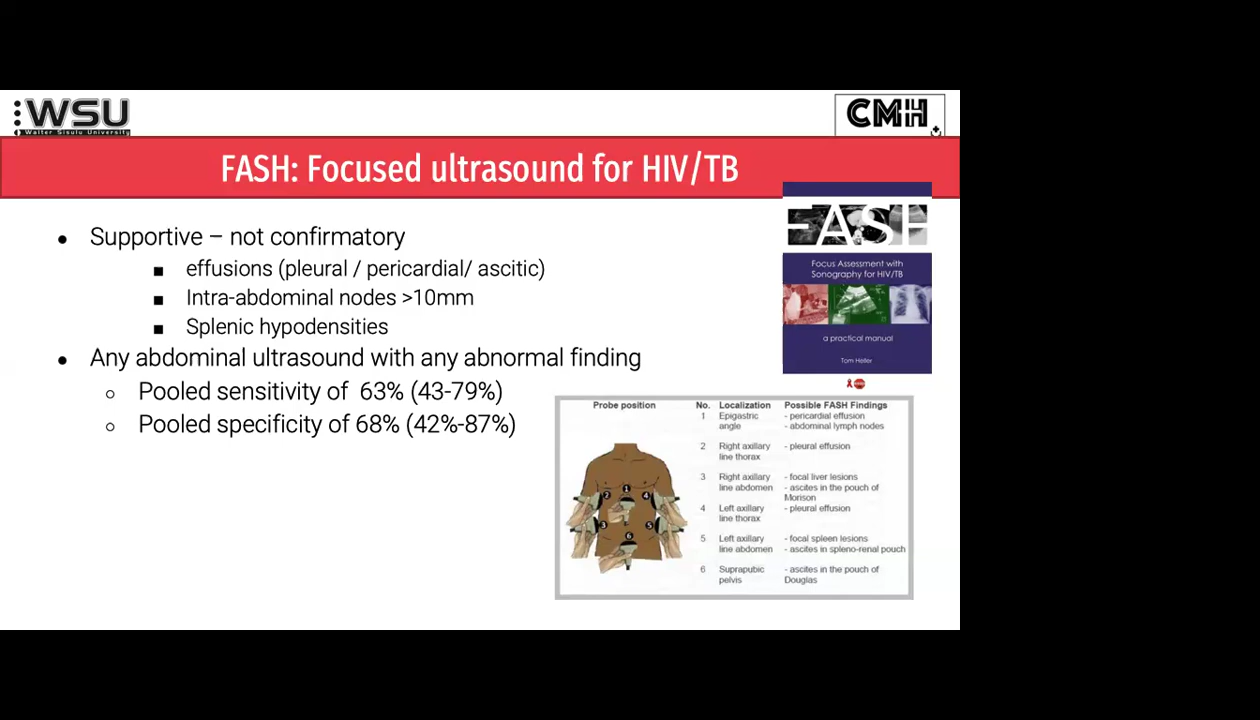 WSU
Walter Sisulu University
CMH
FASH: Focused ultrasound for HIV/TB
● Supportive – not confirmatory
■ effusions (pleural / pericardial/ ascitic)
■ Intra-abdominal nodes >10mm
■ Splenic hypodensities
● Any abdominal ultrasound with any abnormal finding
○ Pooled sensitivity of 63% (43-79%)
○ Pooled specificity of 68% (42%-87%)
FASH
Focus Assessment with
Sonography for HIV/TB
a practical manual
Tom Heller
Probe position No. Localization Possible FASH Findings
1 Epigastric - pericardial effusion
angle - abdominal lymph nodes
2 Right axillary - pleural effusion
line thorax
3 Right axillary - focal liver lesions
line abdomen - ascites in the pouch of
Morison
4 Left axillary - pleural effusion
line thorax
5 Left axillary - focal spleen lesions
line abdomen - ascites in spleno-renal pouch
6 Suprapubic - ascites in the pouch of
pelvis Douglas
1
2 4
3 5
6